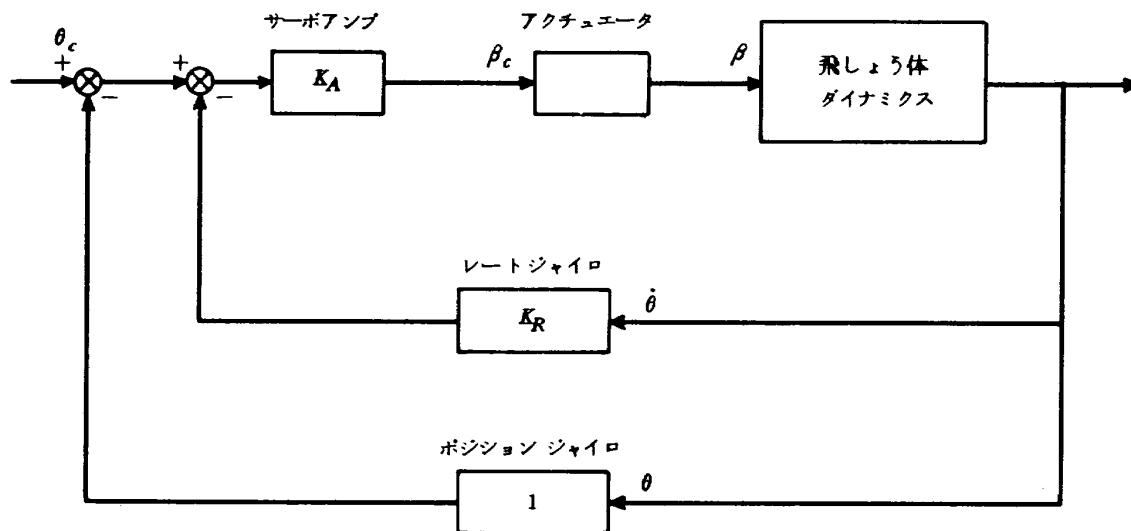 サーボアンプ
アクチュエータ
θc
+
−
+
−
KA
βc
β
飛しょう体
ダイナミクス
レートジャイロ
KR
θ̇
ポジション ジャイロ
1
θ